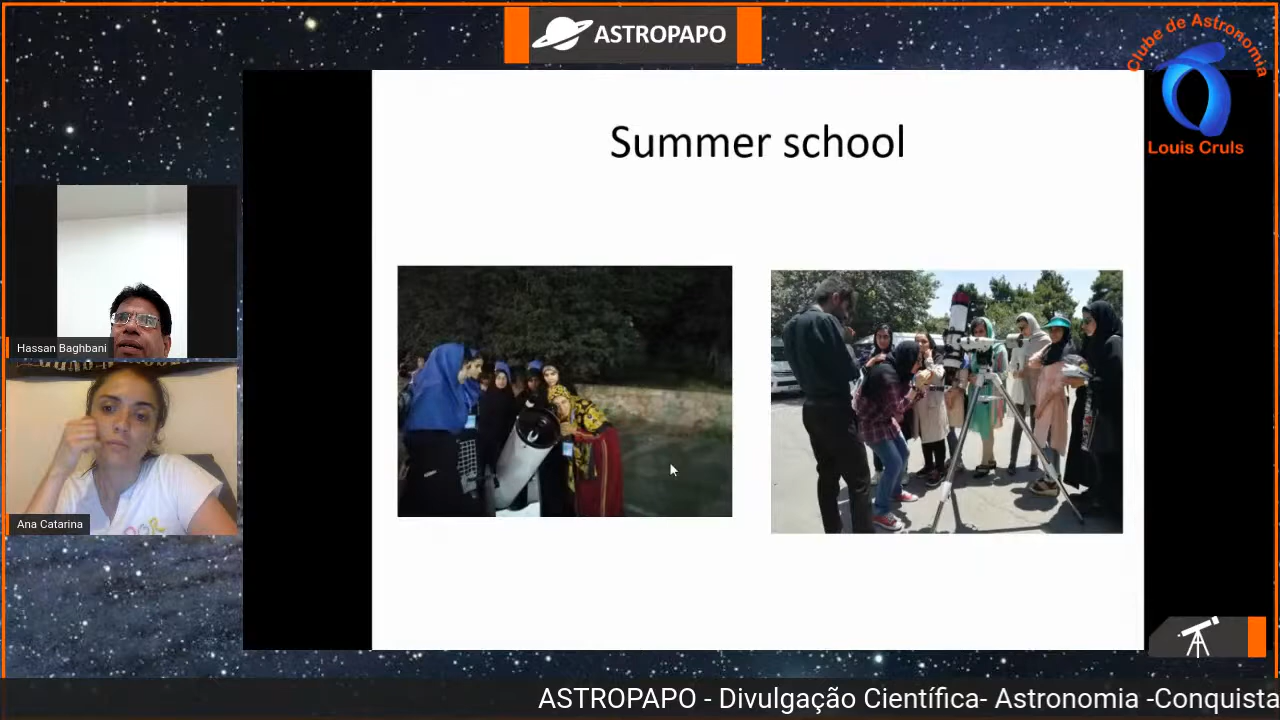 ASTROPAPO
Clube de Astronomia
Louis Cruls
Summer school
Hassan Baghbani
Ana Catarina
ASTROPAPO - Divulgação Científica- Astronomia -Conquista